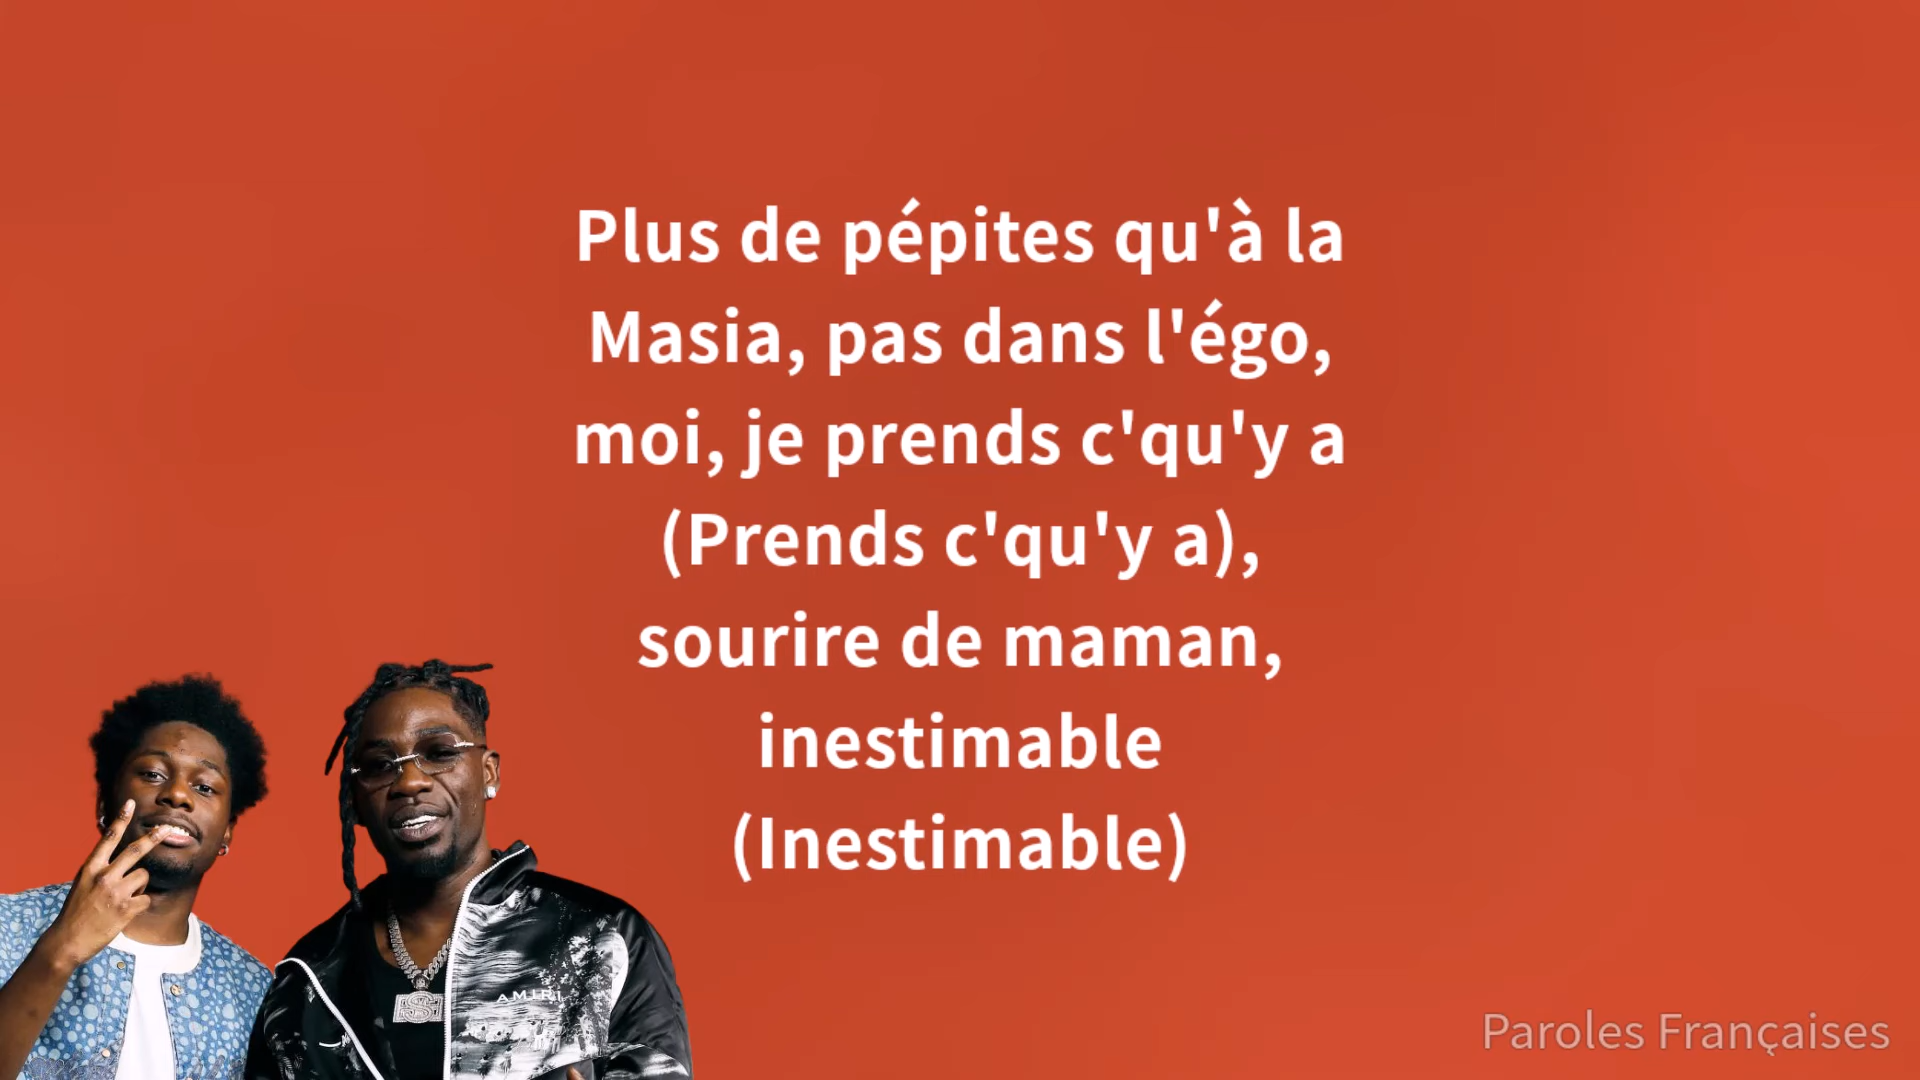 Plus de pépites qu'à la
Masia, pas dans l'égo,
moi, je prends c'qu'y a
(Prends c'qu'y a),
sourire de maman,
inestimable
(Inestimable)
AMIRI
Paroles Françaises